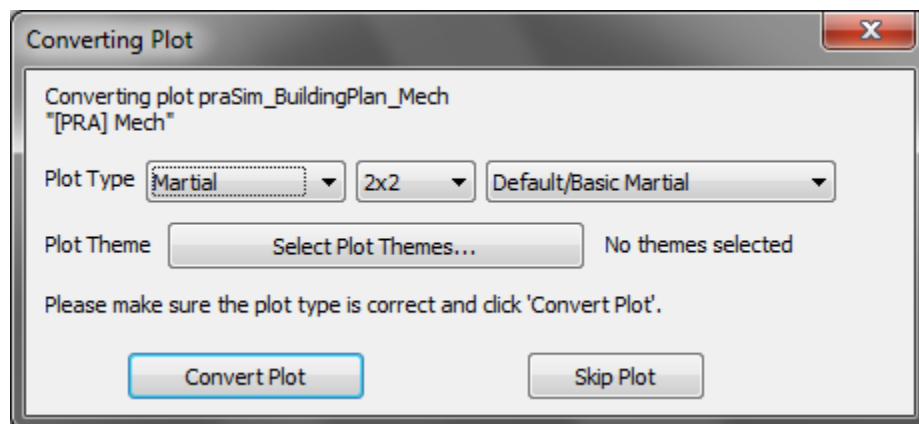 Converting Plot
Converting plot praSim_BuildingPlan_Mech
"[PRA] Mech"
Plot Type Martial 2x2 Default/Basic Martial
Plot Theme Select Plot Themes... No themes selected
Please make sure the plot type is correct and click 'Convert Plot'.
Convert Plot Skip Plot